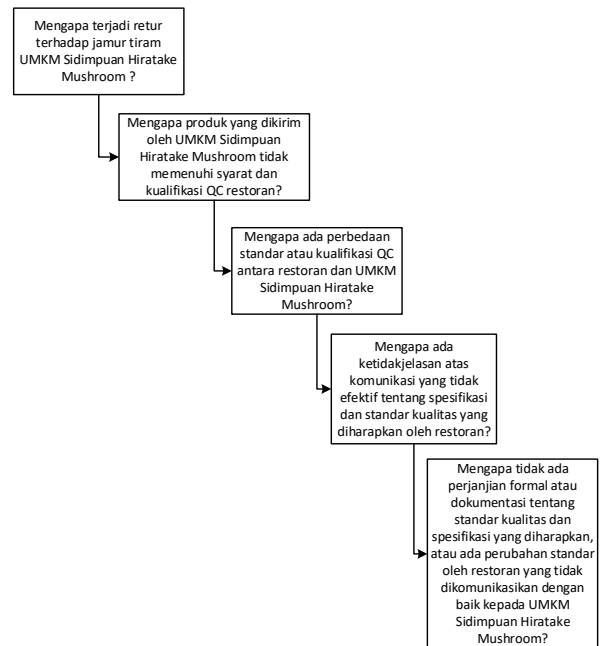 Mengapa terjadi retur
terhadap jamur tiram
UMKM Sidimpuan Hiratake
Mushroom ?
Mengapa produk yang dikirim
oleh UMKM Sidimpuan
Hiratake Mushroom tidak
memenuhi syarat dan
kualifikasi QC restoran?
Mengapa ada perbedaan
standar atau kualifikasi QC
antara restoran dan UMKM
Sidimpuan Hiratake
Mushroom?
Mengapa ada
ketidakjelasan atas
komunikasi yang tidak
efektif tentang spesifikasi
dan standar kualitas yang
diharapkan oleh restoran?
Mengapa tidak ada
perjanjian formal atau
dokumentasi tentang
standar kualitas dan
spesifikasi yang diharapkan,
atau ada perubahan standar
oleh restoran yang tidak
dikomunikasikan dengan
baik kepada UMKM
Sidimpuan Hiratake
Mushroom?